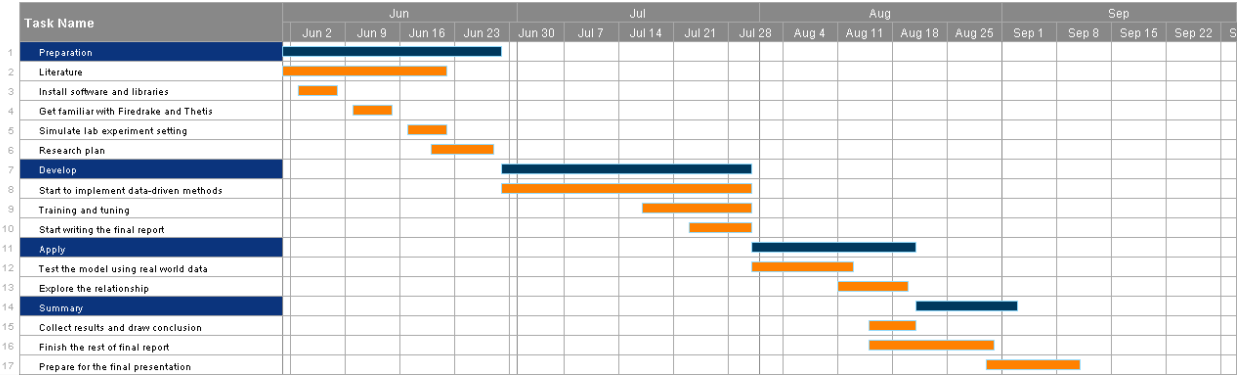 Task Name
Jun Jul Aug Sep
Jun 2 Jun 9 Jun 16 Jun 23 Jun 30 Jul 7 Jul 14 Jul 21 Jul 28 Aug 4 Aug 11 Aug 18 Aug 25 Sep 1 Sep 8 Sep 15 Sep 22 S
1 Preparation
2 Literature
3 Install software and libraries
4 Get familiar with Firedrake and Thetis
5 Simulate lab experiment setting
6 Research plan
7 Develop
8 Start to implement data-driven methods
9 Training and tuning
10 Start writing the final report
11 Apply
12 Test the model using real world data
13 Explore the relationship
14 Summary
15 Collect results and draw conclusion
16 Finish the rest of final report
17 Prepare for the final presentation